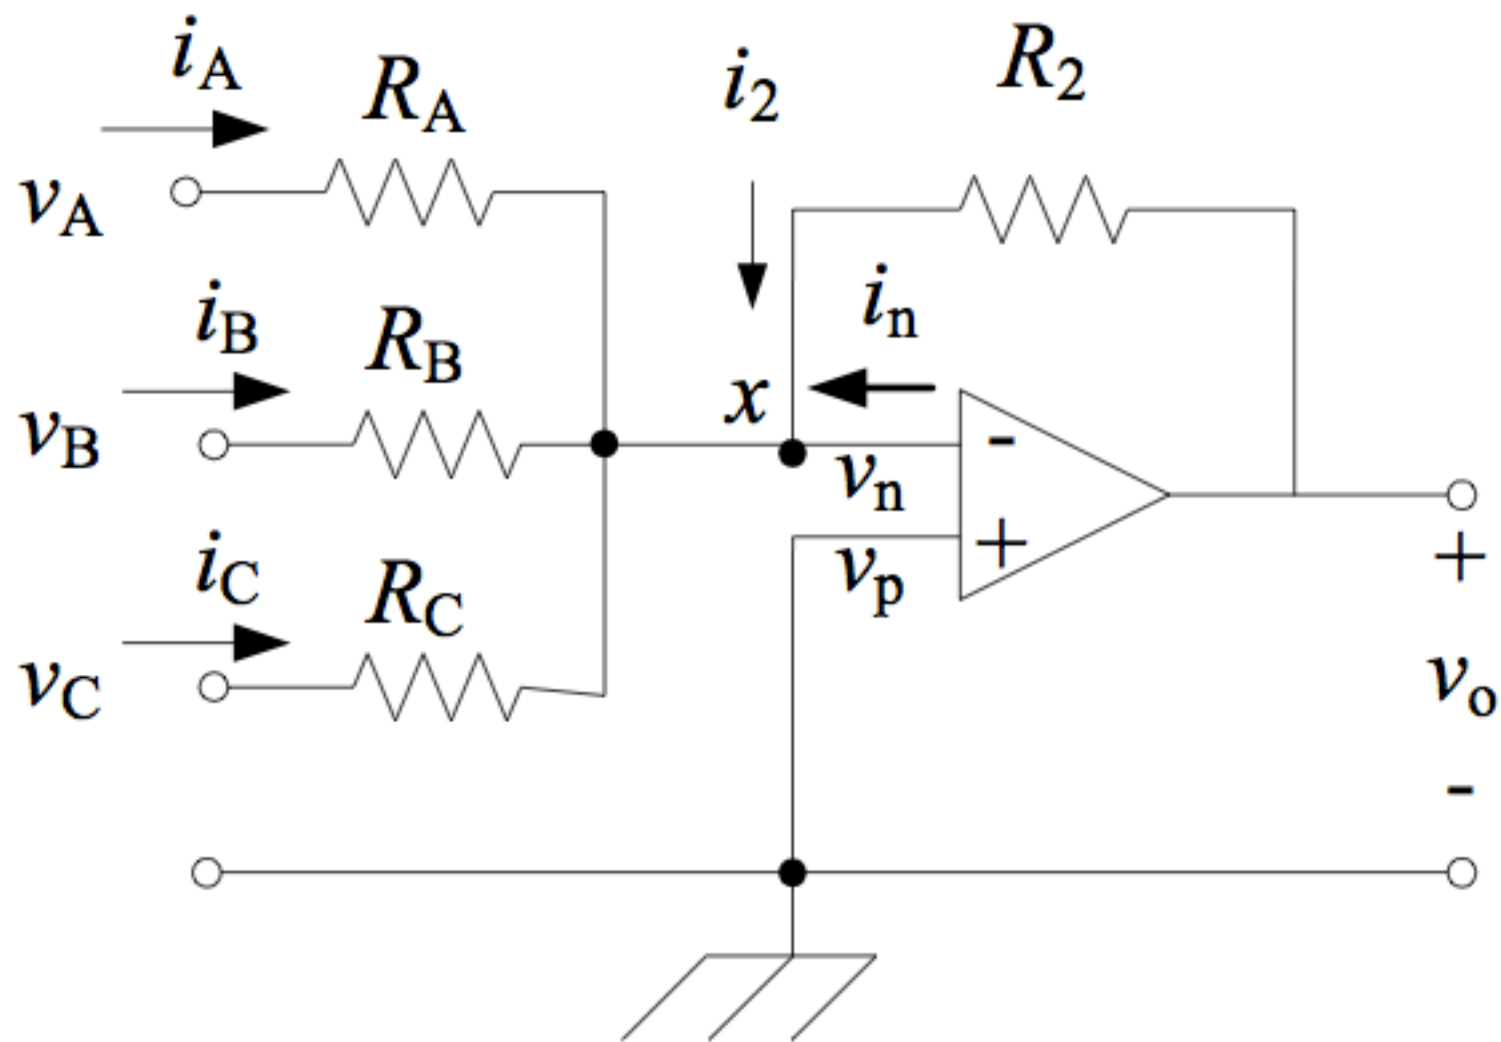 iA
RA
i2
R2
vA
iB
RB
in
x
vB
-
vn
iC
RC
vp
+
+
vC
vo
-